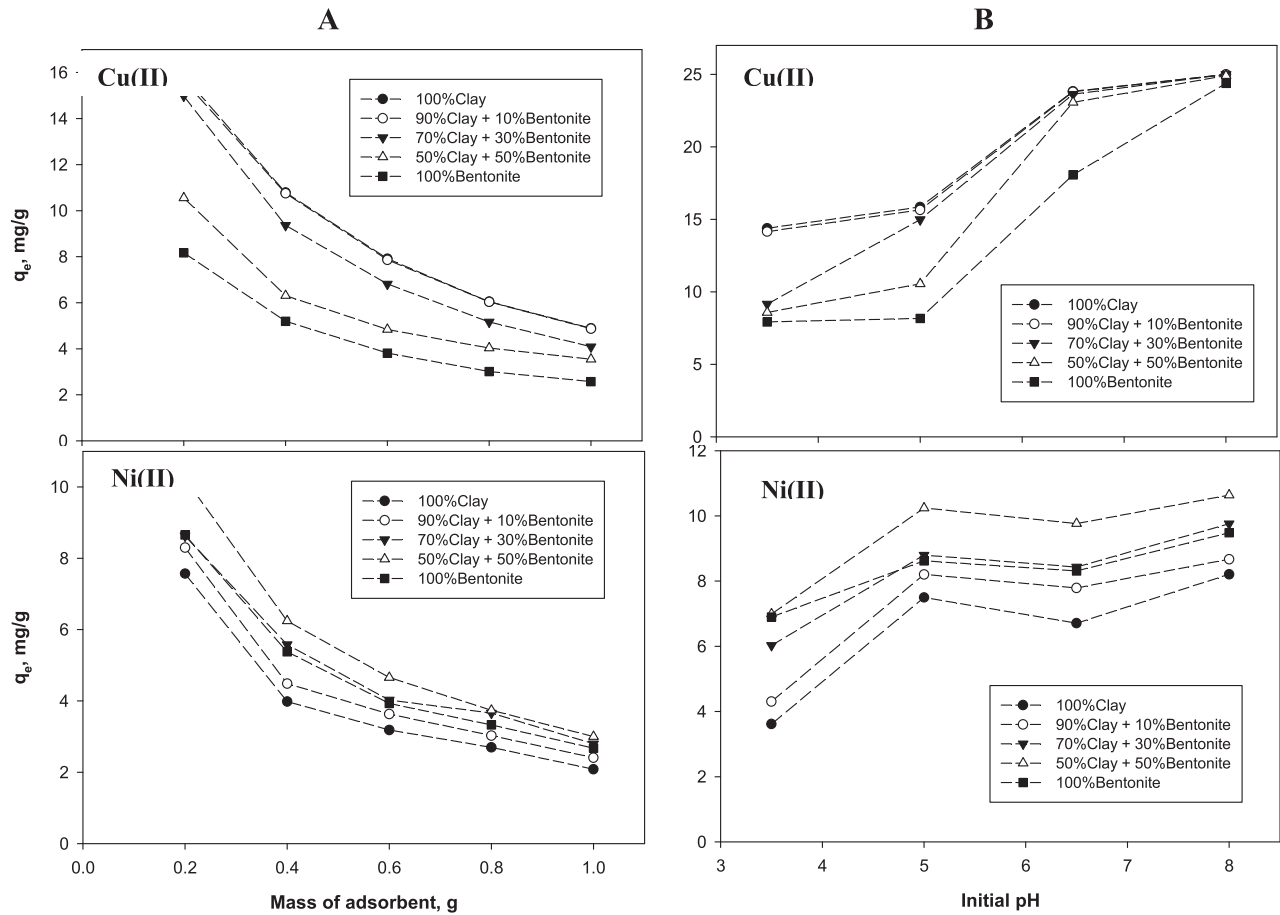 A
B
Cu(II)
16
14
12
10
8
6
4
2
0
qe, mg/g
100%Clay
90%Clay + 10%Bentonite
70%Clay + 30%Bentonite
50%Clay + 50%Bentonite
100%Bentonite
Cu(II)
25
20
15
10
5
0
100%Clay
90%Clay + 10%Bentonite
70%Clay + 30%Bentonite
50%Clay + 50%Bentonite
100%Bentonite
Ni(II)
10
8
6
4
2
0
qe, mg/g
100%Clay
90%Clay + 10%Bentonite
70%Clay + 30%Bentonite
50%Clay + 50%Bentonite
100%Bentonite
0.0 0.2 0.4 0.6 0.8 1.0
Mass of adsorbent, g
Ni(II)
12
10
8
6
4
2
0
100%Clay
90%Clay + 10%Bentonite
70%Clay + 30%Bentonite
50%Clay + 50%Bentonite
100%Bentonite
3 4 5 6 7 8
Initial pH